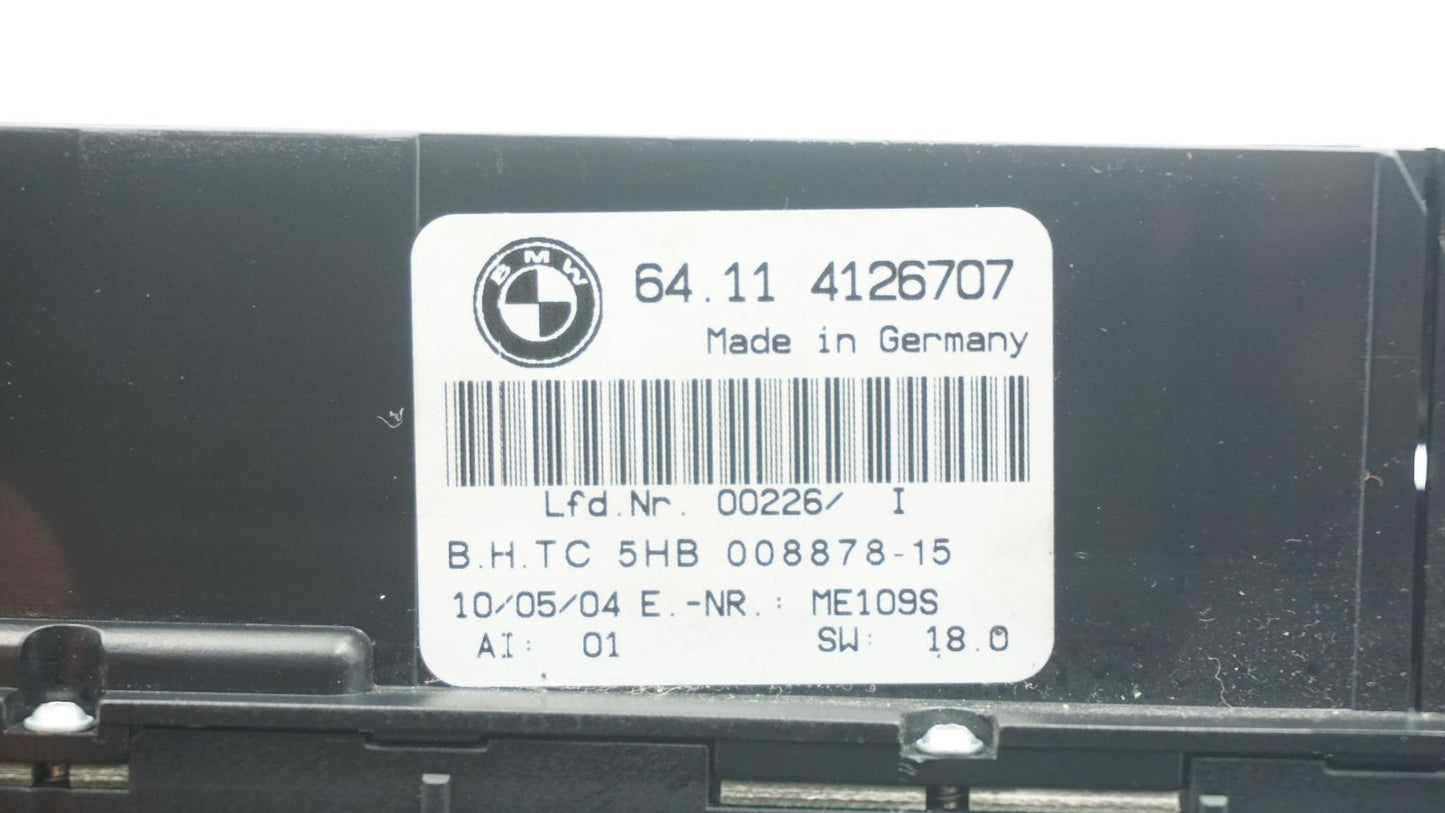 BMW
64.11 4126707
Made in Germany
Lfd.Nr. 00226/ I
B.H.TC 5HB 008878-15
10/05/04 E.-NR.: ME109S
AI: 01 SW: 18.0